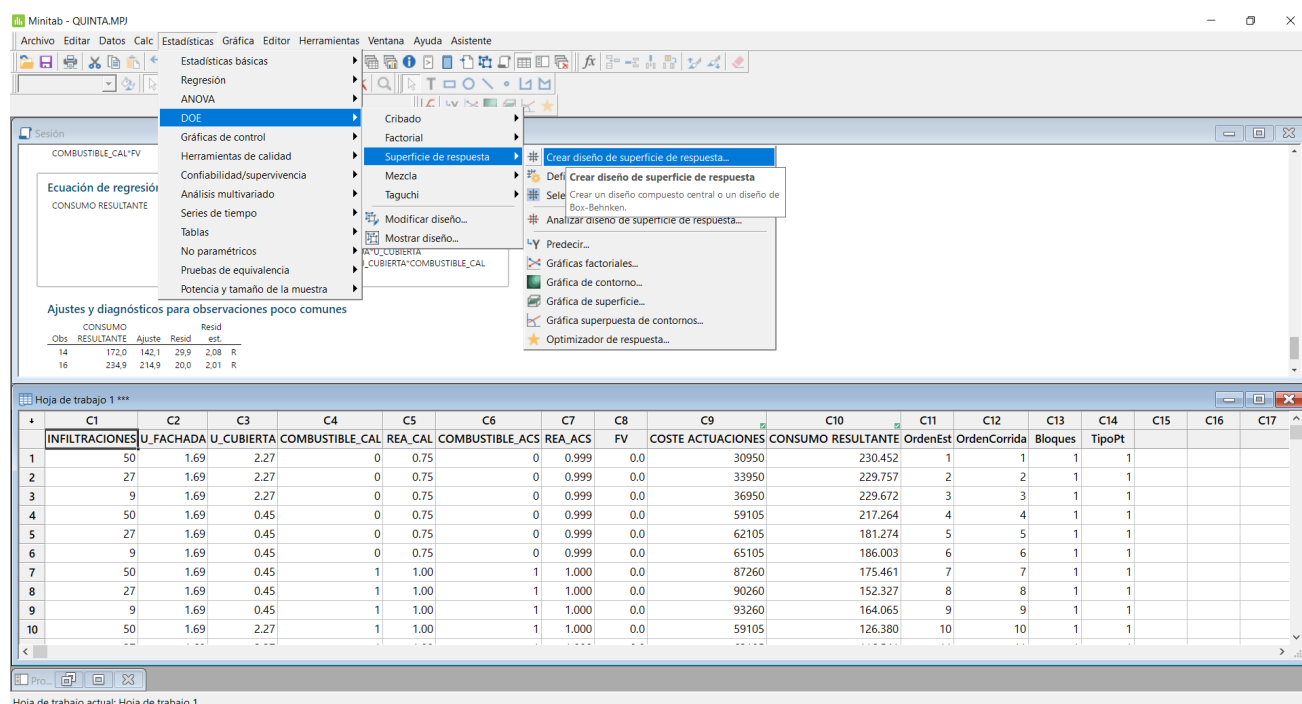 Minitab - QUINTA.MPJ
Archivo Editar Datos Calc Estadísticas Gráfica Editor Herramientas Ventana Ayuda Asistente
Estadísticas básicas
Regresión
ANOVA
DOE
Gráficas de control
Herramientas de calidad
Confiabilidad/supervivencia
Análisis multivariado
Series de tiempo
Tablas
No paramétricos
Pruebas de equivalencia
Potencia y tamaño de la muestra
Cribado
Factorial
Superficie de respuesta
Mezcla
Taguchi
Modificar diseño...
Mostrar diseño...
Crear diseño de superficie de respuesta...
Defi
Sele
Analizar diseño de superficie de respuesta...
Predecir...
Gráficas factoriales...
Gráfica de contorno...
Gráfica de superficie...
Gráfica superpuesta de contornos...
Optimizador de respuesta...
Crear diseño de superficie de respuesta
Crear un diseño compuesto central o un diseño de
Box-Behnken.
Sesión
COMBUSTIBLE_CAL*FV
Ecuación de regresión
CONSUMO RESULTANTE
A*U_CUBIERTA
U_CUBIERTA*COMBUSTIBLE_CAL
Ajustes y diagnósticos para observaciones poco comunes
CONSUMO Resid
Obs RESULTANTE Ajuste Resid est.
14 172,0 142,1 29,9 2,08 R
16 234,9 214,9 20,0 2,01 R
Hoja de trabajo 1 ***
C1 C2 C3 C4 C5 C6 C7 C8 C9 C10 C11 C12 C13 C14 C15 C16 C17
INFILTRACIONES U_FACHADA U_CUBIERTA COMBUSTIBLE_CAL REA_CAL COMBUSTIBLE_ACS REA_ACS FV COSTE ACTUACIONES CONSUMO RESULTANTE OrdenEst OrdenCorrida Bloques TipoPt
1 50 1.69 2.27 0 0.75 0 0.999 0.0 30950 230.452 1 1 1 1
2 27 1.69 2.27 0 0.75 0 0.999 0.0 33950 229.757 2 2 1 1
3 9 1.69 2.27 0 0.75 0 0.999 0.0 36950 229.672 3 3 1 1
4 50 1.69 0.45 0 0.75 0 0.999 0.0 59105 217.264 4 4 1 1
5 27 1.69 0.45 0 0.75 0 0.999 0.0 62105 181.274 5 5 1 1
6 9 1.69 0.45 0 0.75 0 0.999 0.0 65105 186.003 6 6 1 1
7 50 1.69 0.45 1 1.00 1 1.000 0.0 87260 175.461 7 7 1 1
8 27 1.69 0.45 1 1.00 1 1.000 0.0 90260 152.327 8 8 1 1
9 9 1.69 0.45 1 1.00 1 1.000 0.0 93260 164.065 9 9 1 1
10 50 1.69 2.27 1 1.00 1 1.000 0.0 59105 126.380 10 10 1 1
Pro...
Hoja de trabajo actual: Hoja de trabajo 1